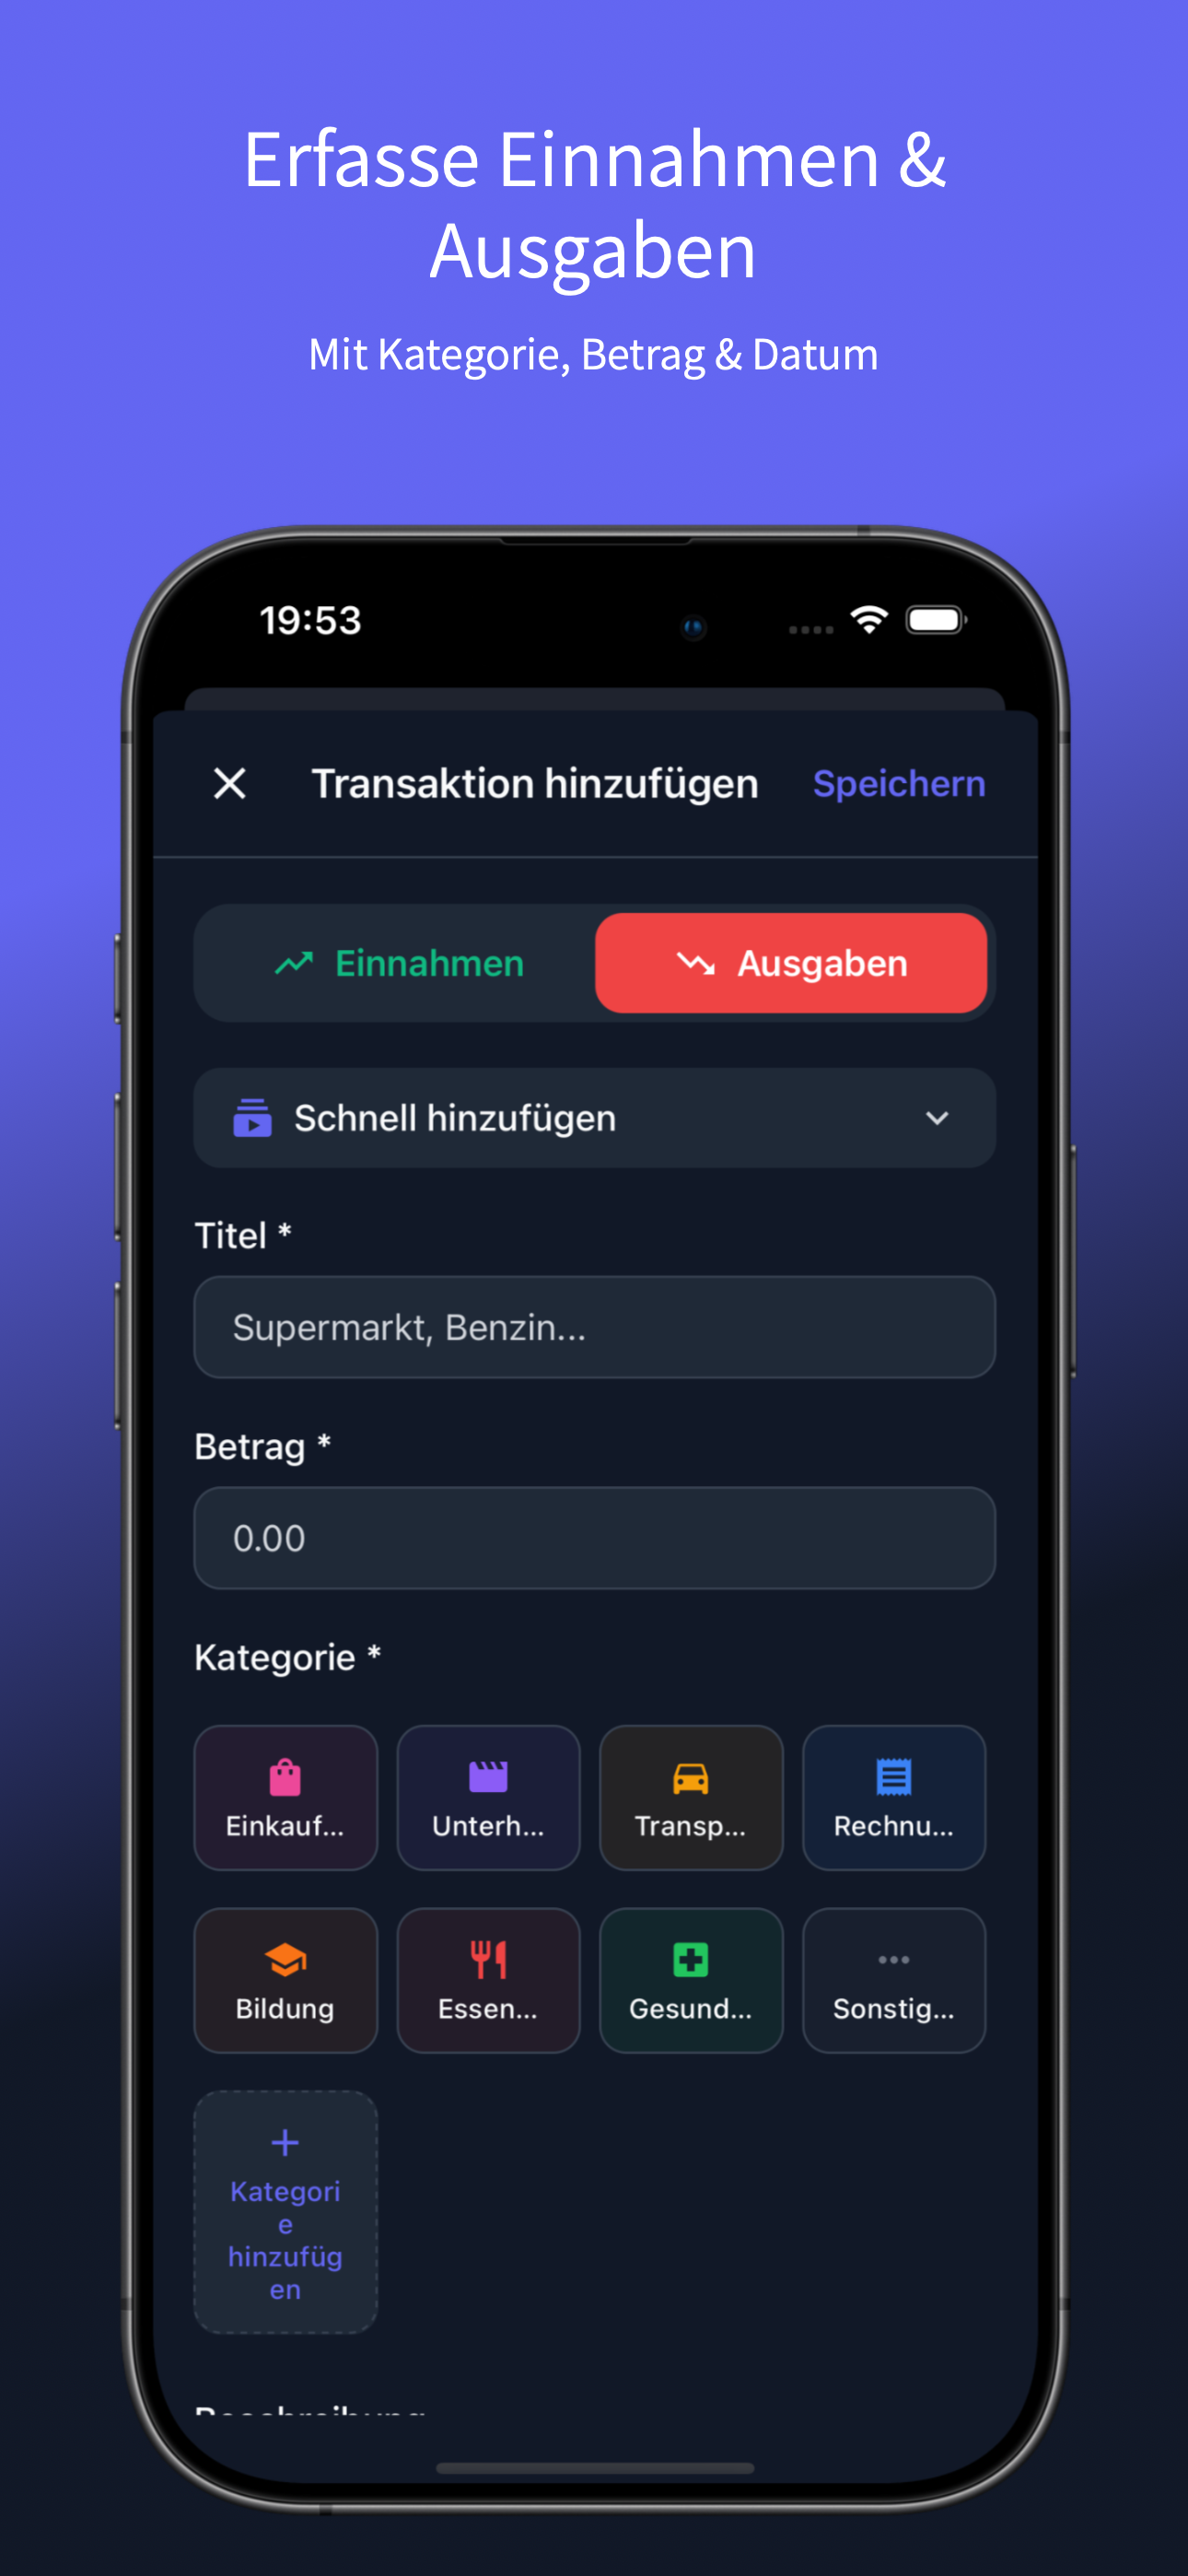 Erfasse Einnahmen &
Ausgaben
Mit Kategorie, Betrag & Datum
19:53
Transaktion hinzufügen
Speichern
Einnahmen
Ausgaben
Schnell hinzufügen
Titel *
Supermarkt, Benzin...
Betrag *
0.00
Kategorie *
Einkauf...
Unterh...
Transp...
Rechnu...
Bildung
Essen...
Gesund...
Sonstig...
Kategori
e
hinzufüg
en
Beschreibung